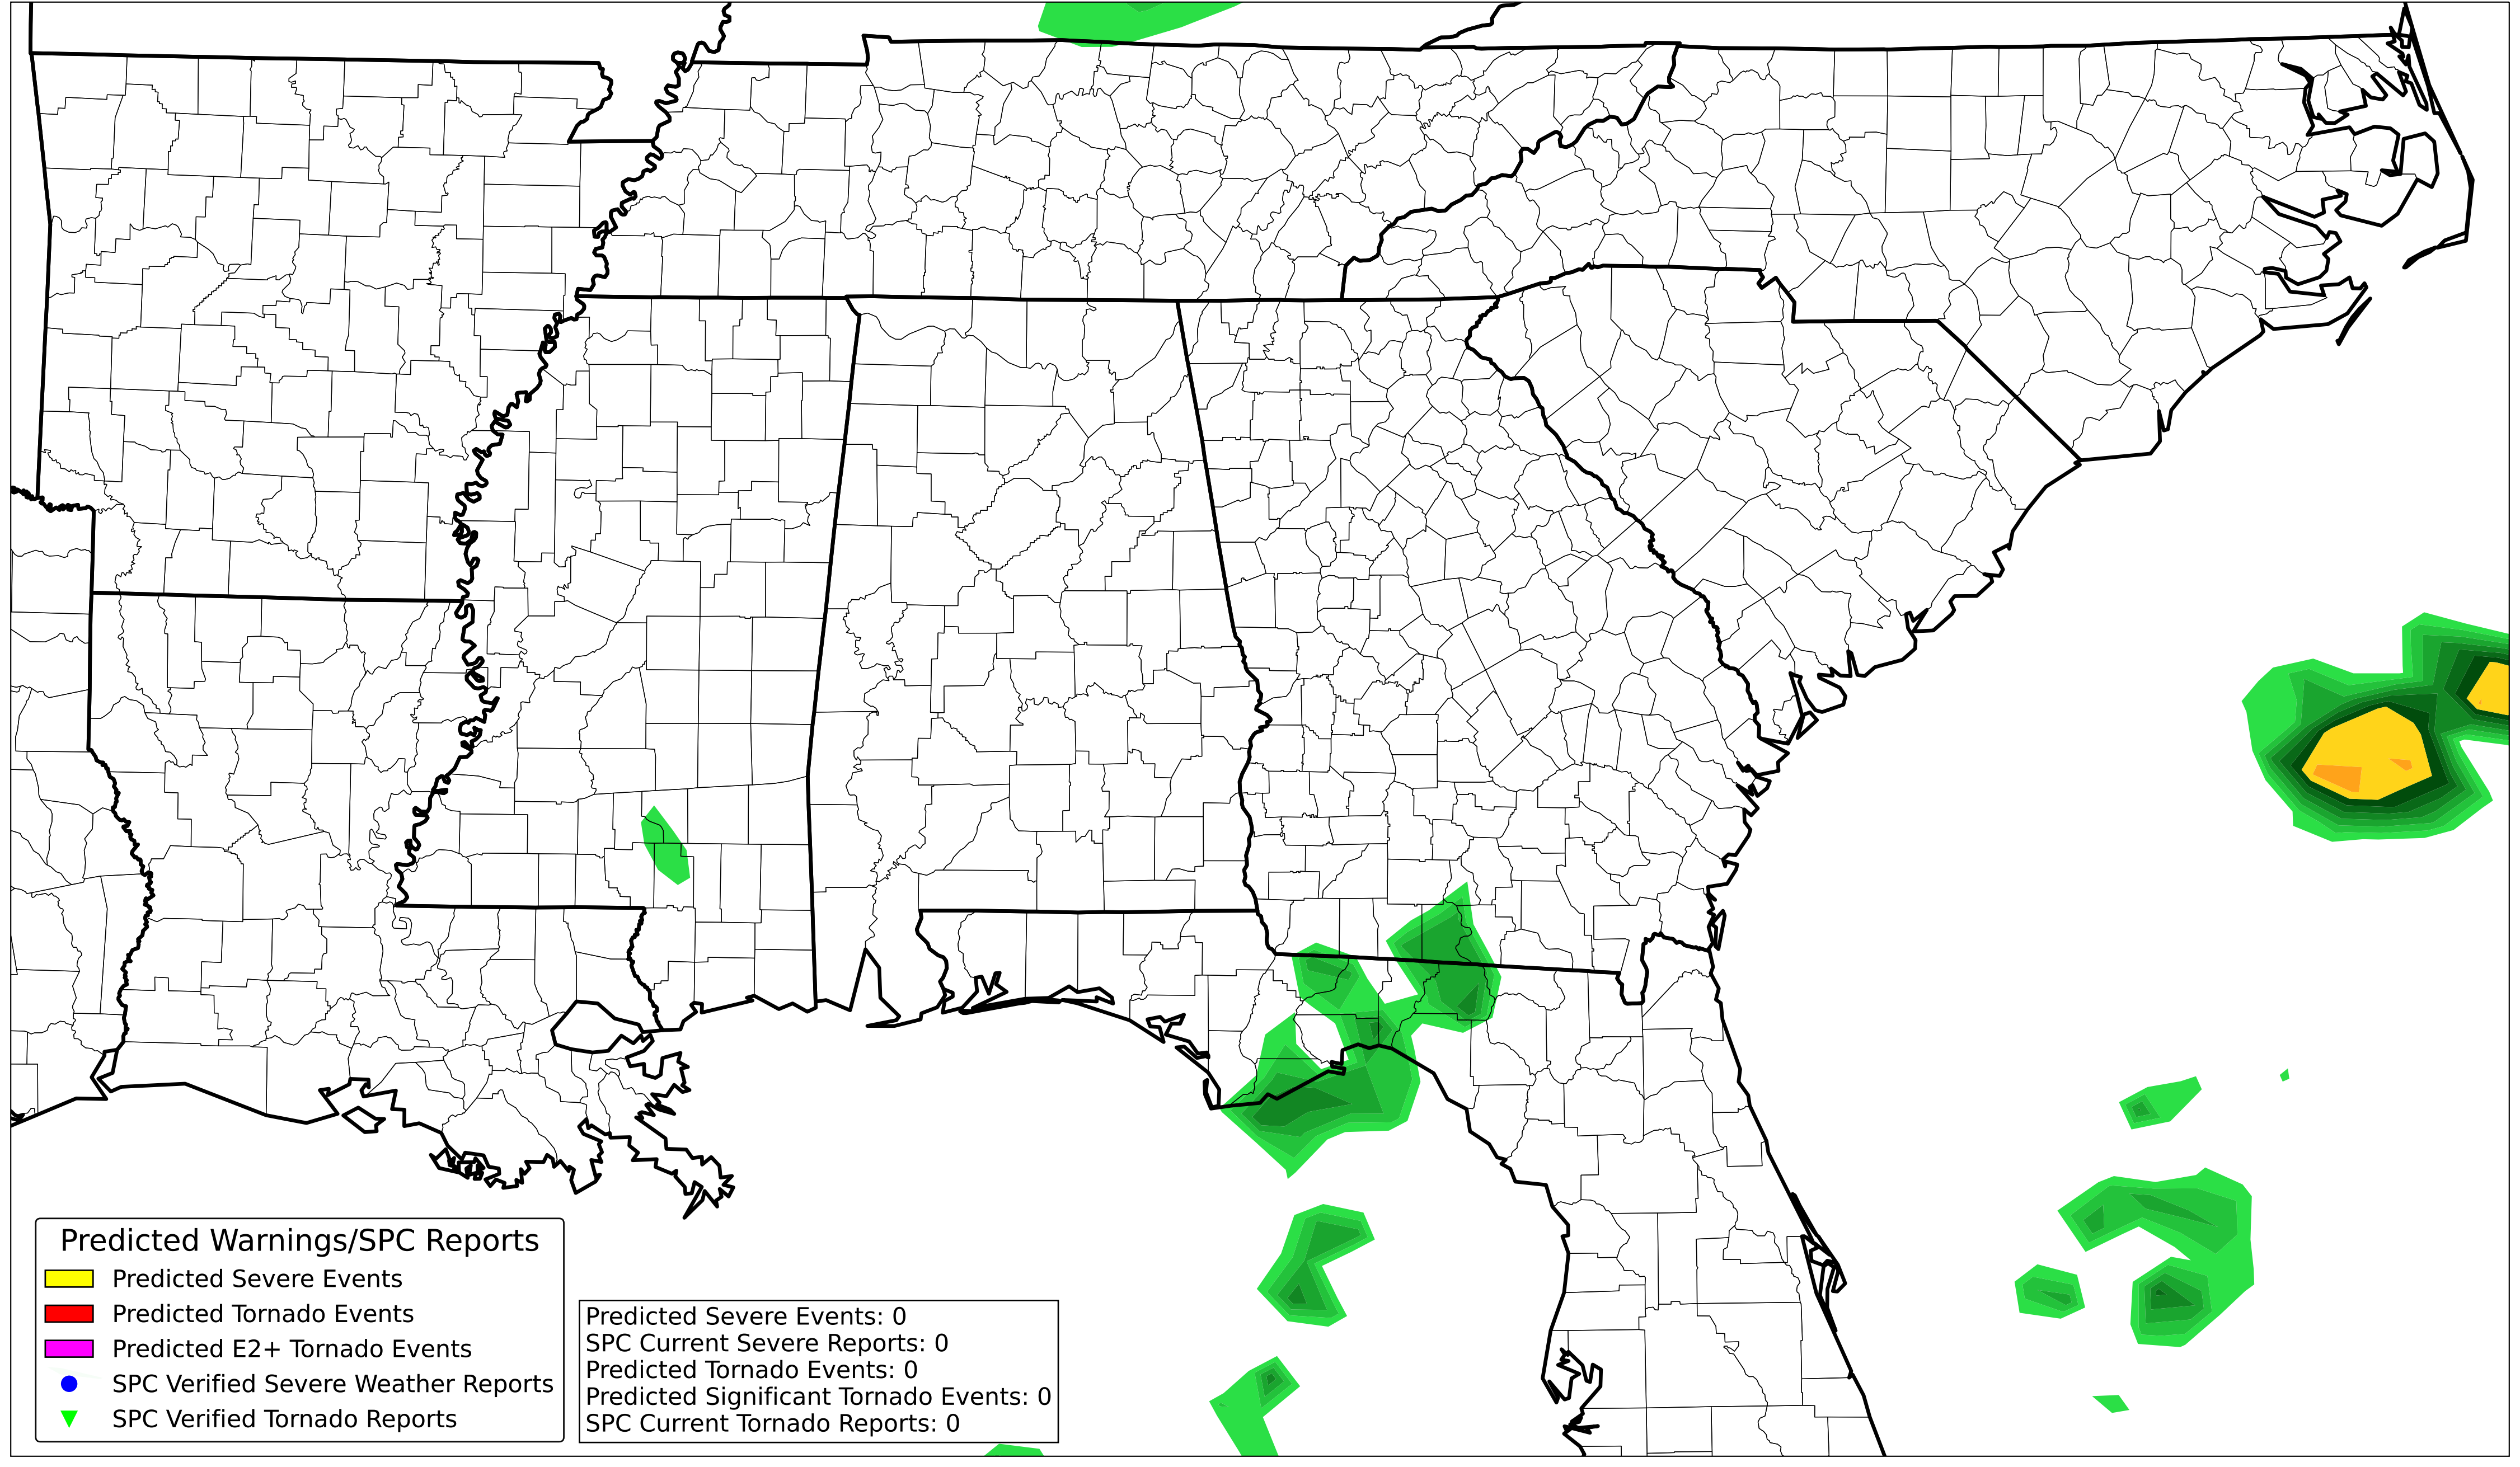 Predicted Warnings/SPC Reports
Predicted Severe Events
Predicted Tornado Events
Predicted E2+ Tornado Events
SPC Verified Severe Weather Reports
SPC Verified Tornado Reports
Predicted Severe Events: 0
SPC Current Severe Reports: 0
Predicted Tornado Events: 0
Predicted Significant Tornado Events: 0
SPC Current Tornado Reports: 0